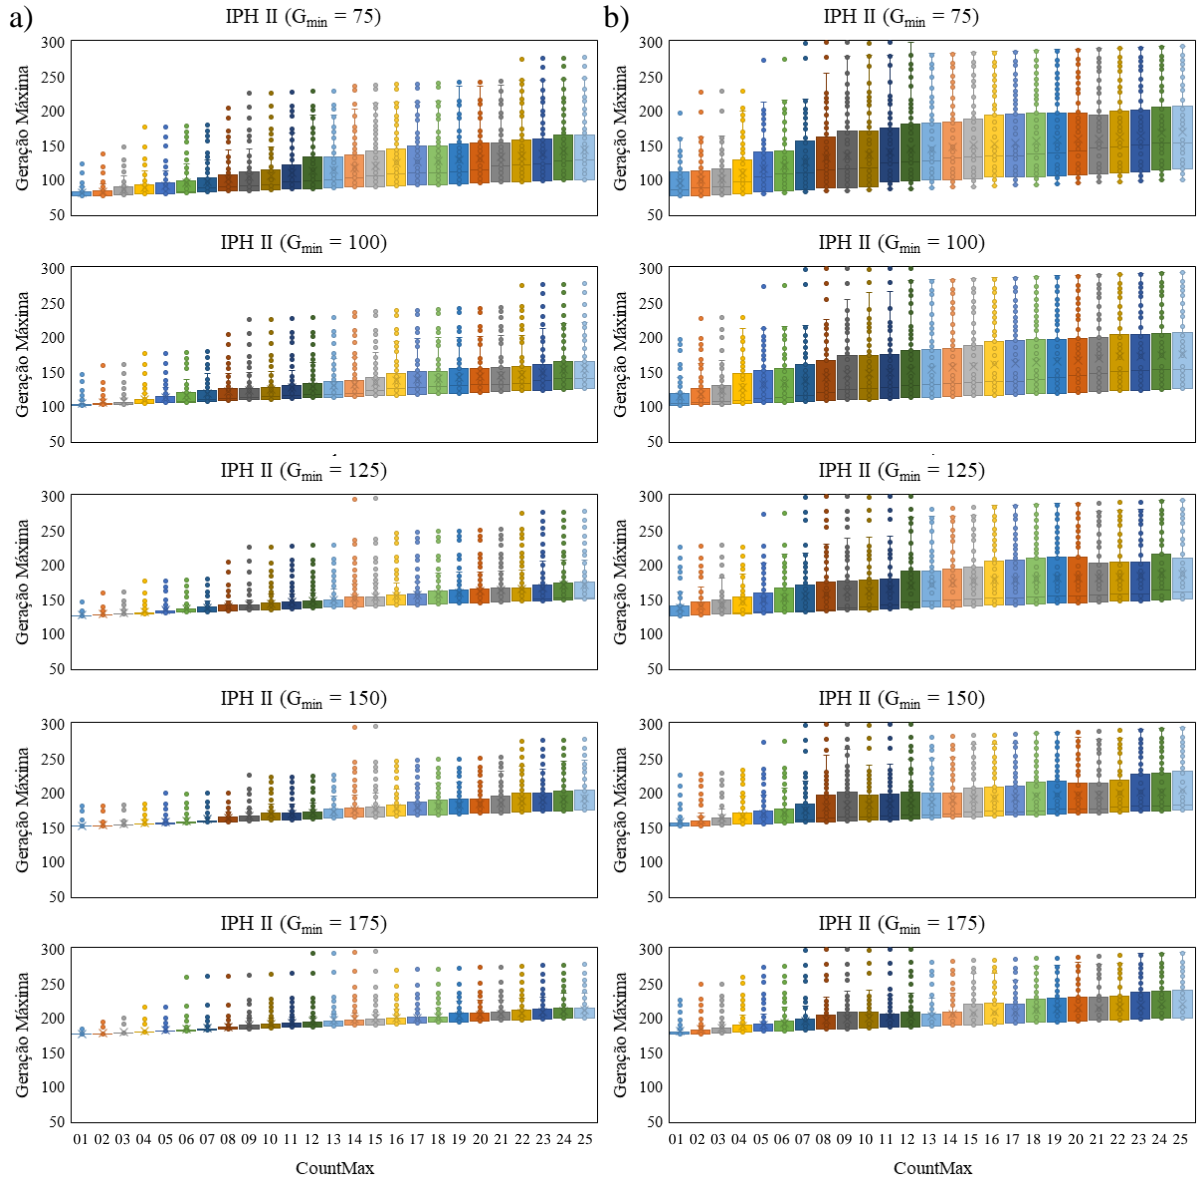 a)
IPH II (Gmin = 75)
Geração Máxima
300
250
200
150
100
50
IPH II (Gmin = 100)
Geração Máxima
300
250
200
150
100
50
IPH II (Gmin = 125)
Geração Máxima
300
250
200
150
100
50
IPH II (Gmin = 150)
Geração Máxima
300
250
200
150
100
50
IPH II (Gmin = 175)
Geração Máxima
300
250
200
150
100
50
01 02 03 04 05 06 07 08 09 10 11 12 13 14 15 16 17 18 19 20 21 22 23 24 25
CountMax
b)
IPH II (Gmin = 75)
Geração Máxima
300
250
200
150
100
50
IPH II (Gmin = 100)
Geração Máxima
300
250
200
150
100
50
IPH II (Gmin = 125)
Geração Máxima
300
250
200
150
100
50
IPH II (Gmin = 150)
Geração Máxima
300
250
200
150
100
50
IPH II (Gmin = 175)
Geração Máxima
300
250
200
150
100
50
01 02 03 04 05 06 07 08 09 10 11 12 13 14 15 16 17 18 19 20 21 22 23 24 25
CountMax